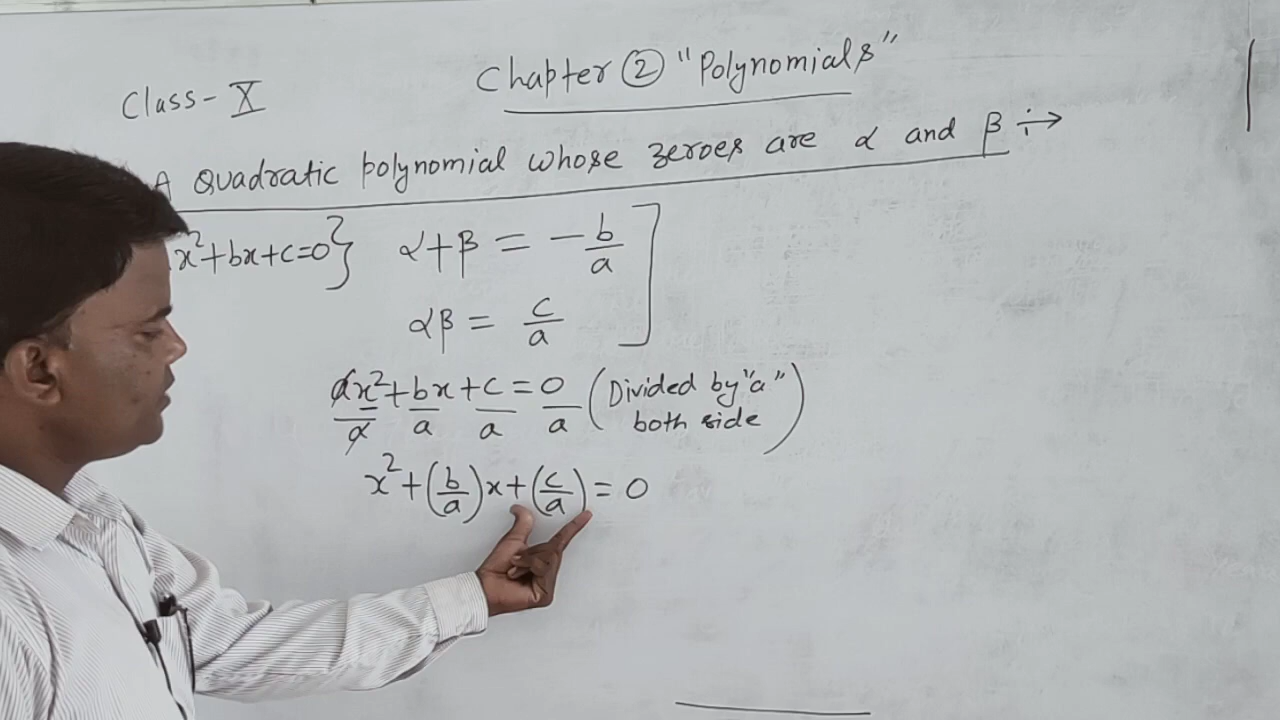 Class - X
Chapter ② "Polynomials"
A Quadratic polynomial whose zeroes are α and β ÷→
x²+bx+c=0} α+β = -b/a
αβ = c/a
ax²/a + bx/a + c/a = 0/a (Divided by "a"
both side)
x² + (b/a)x + (c/a) = 0